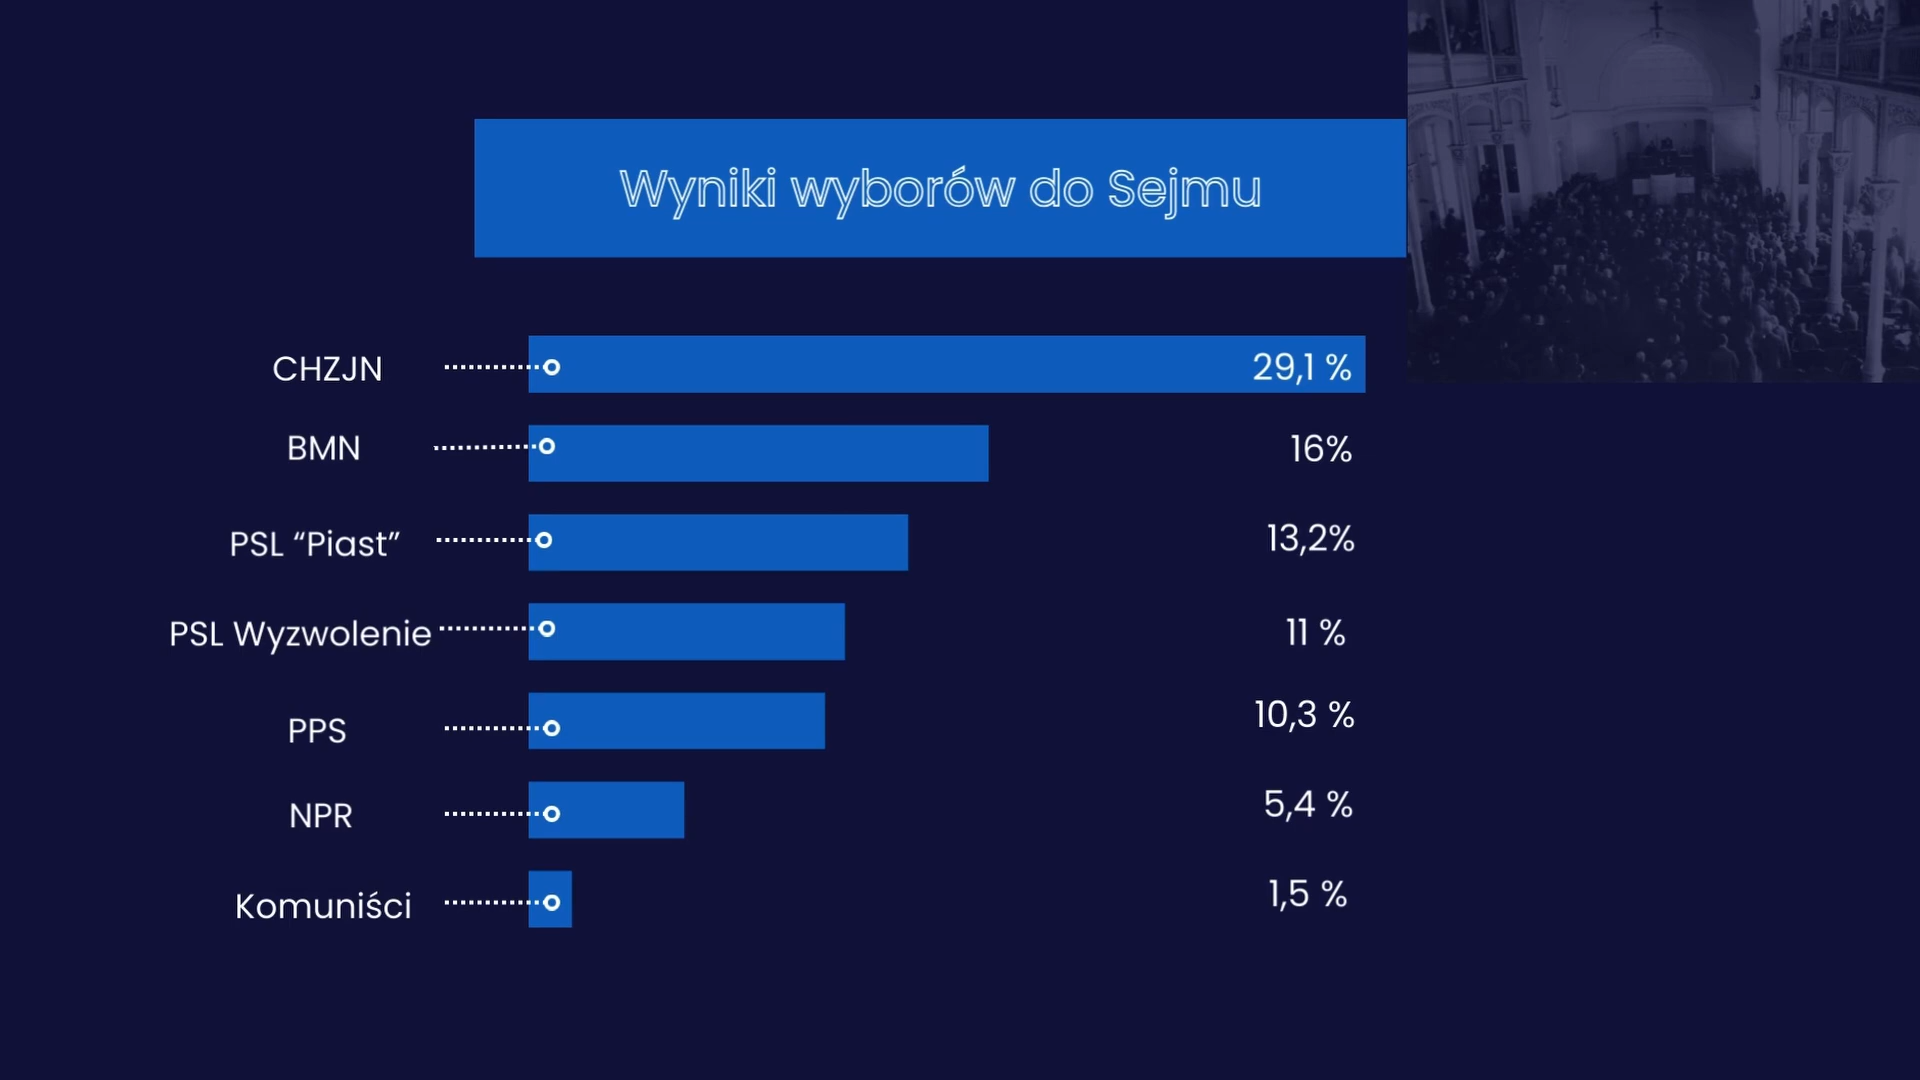 Wyniki wyborów do Sejmu
CHZJN 29,1 %
BMN 16%
PSL “Piast” 13,2%
PSL Wyzwolenie 11 %
PPS 10,3 %
NPR 5,4 %
Komuniści 1,5 %